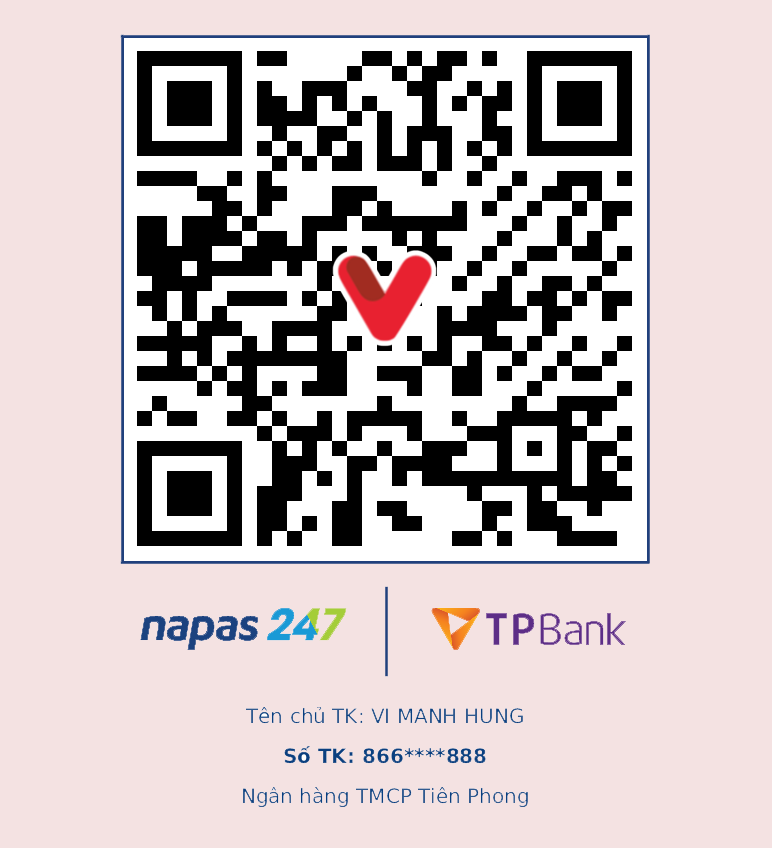 napas 247
TPBank
Tên chủ TK: VI MANH HUNG
Số TK: 866****888
Ngân hàng TMCP Tiên Phong